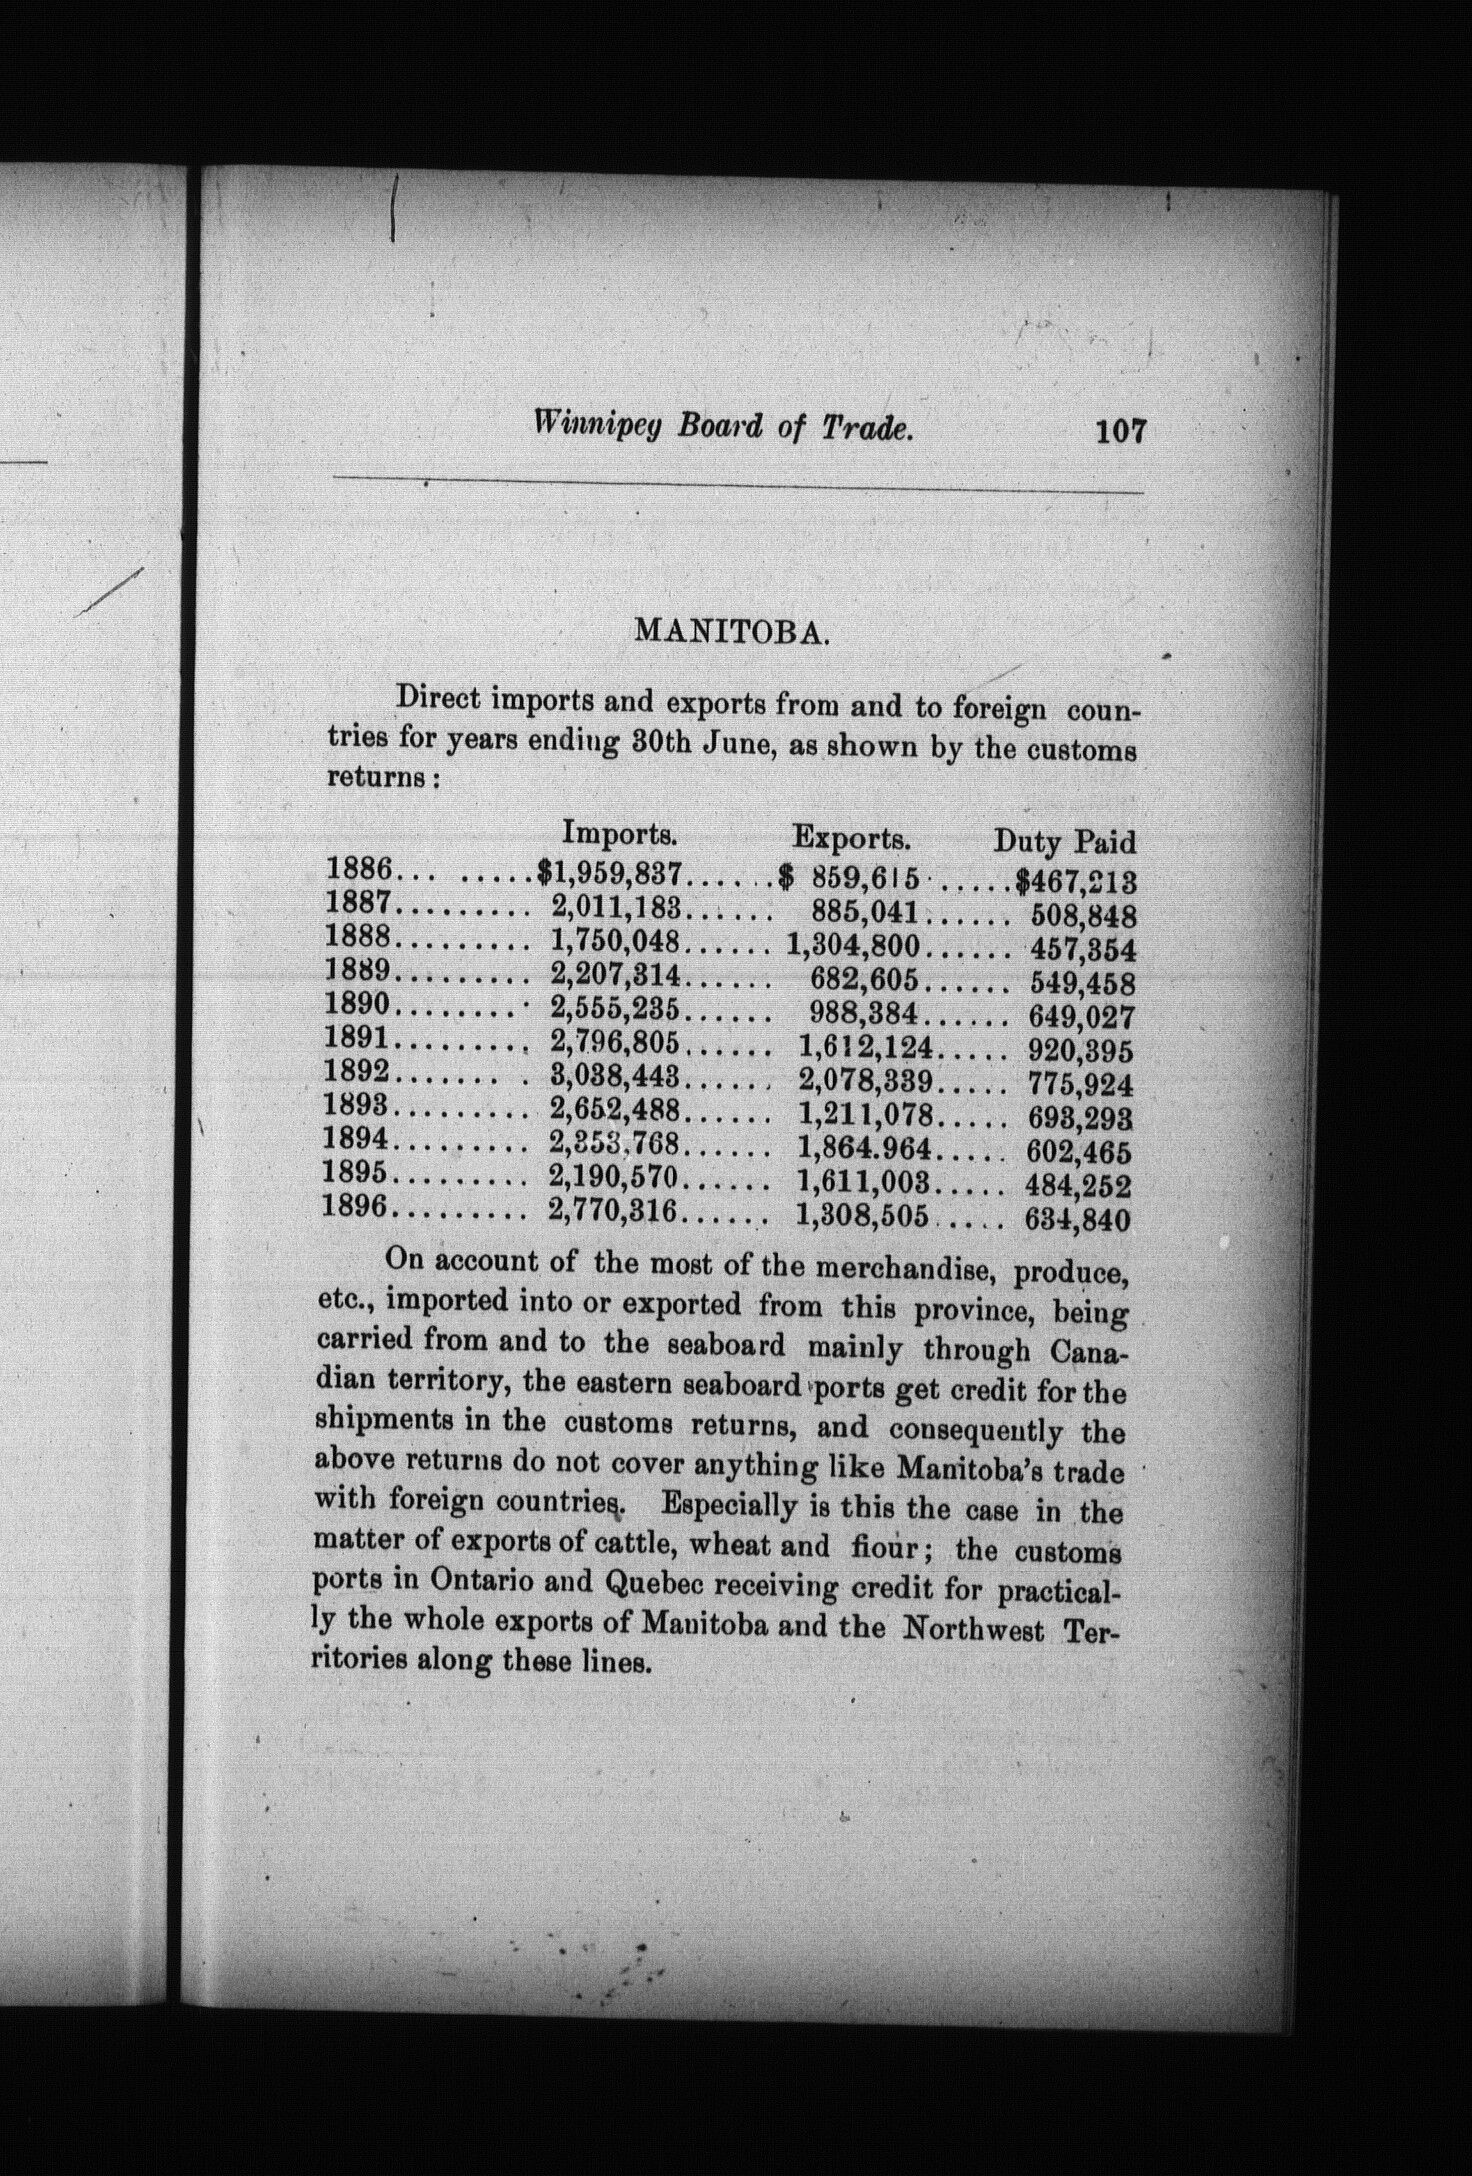 Winnipeg Board of Trade. 107
MANITOBA.
Direct imports and exports from and to foreign coun-
tries for years ending 30th June, as shown by the customs
returns:
Imports. Exports. Duty Paid
1886... .....$1,959,837......$ 859,615 .....$467,213
1887......... 2,011,183...... 885,041...... 508,848
1888......... 1,750,048...... 1,304,800...... 457,354
1889......... 2,207,314...... 682,605...... 549,458
1890......... 2,555,235...... 988,384...... 649,027
1891......... 2,796,805...... 1,612,124..... 920,395
1892....... . 3,038,443...... 2,078,339..... 775,924
1893......... 2,652,488...... 1,211,078..... 693,293
1894......... 2,353,768...... 1,864.964..... 602,465
1895......... 2,190,570...... 1,611,003..... 484,252
1896......... 2,770,316...... 1,308,505..... 634,840
On account of the most of the merchandise, produce,
etc., imported into or exported from this province, being
carried from and to the seaboard mainly through Cana-
dian territory, the eastern seaboard ports get credit for the
shipments in the customs returns, and consequently the
above returns do not cover anything like Manitoba's trade
with foreign countries. Especially is this the case in the
matter of exports of cattle, wheat and flour; the customs
ports in Ontario and Quebec receiving credit for practical-
ly the whole exports of Manitoba and the Northwest Ter-
ritories along these lines.